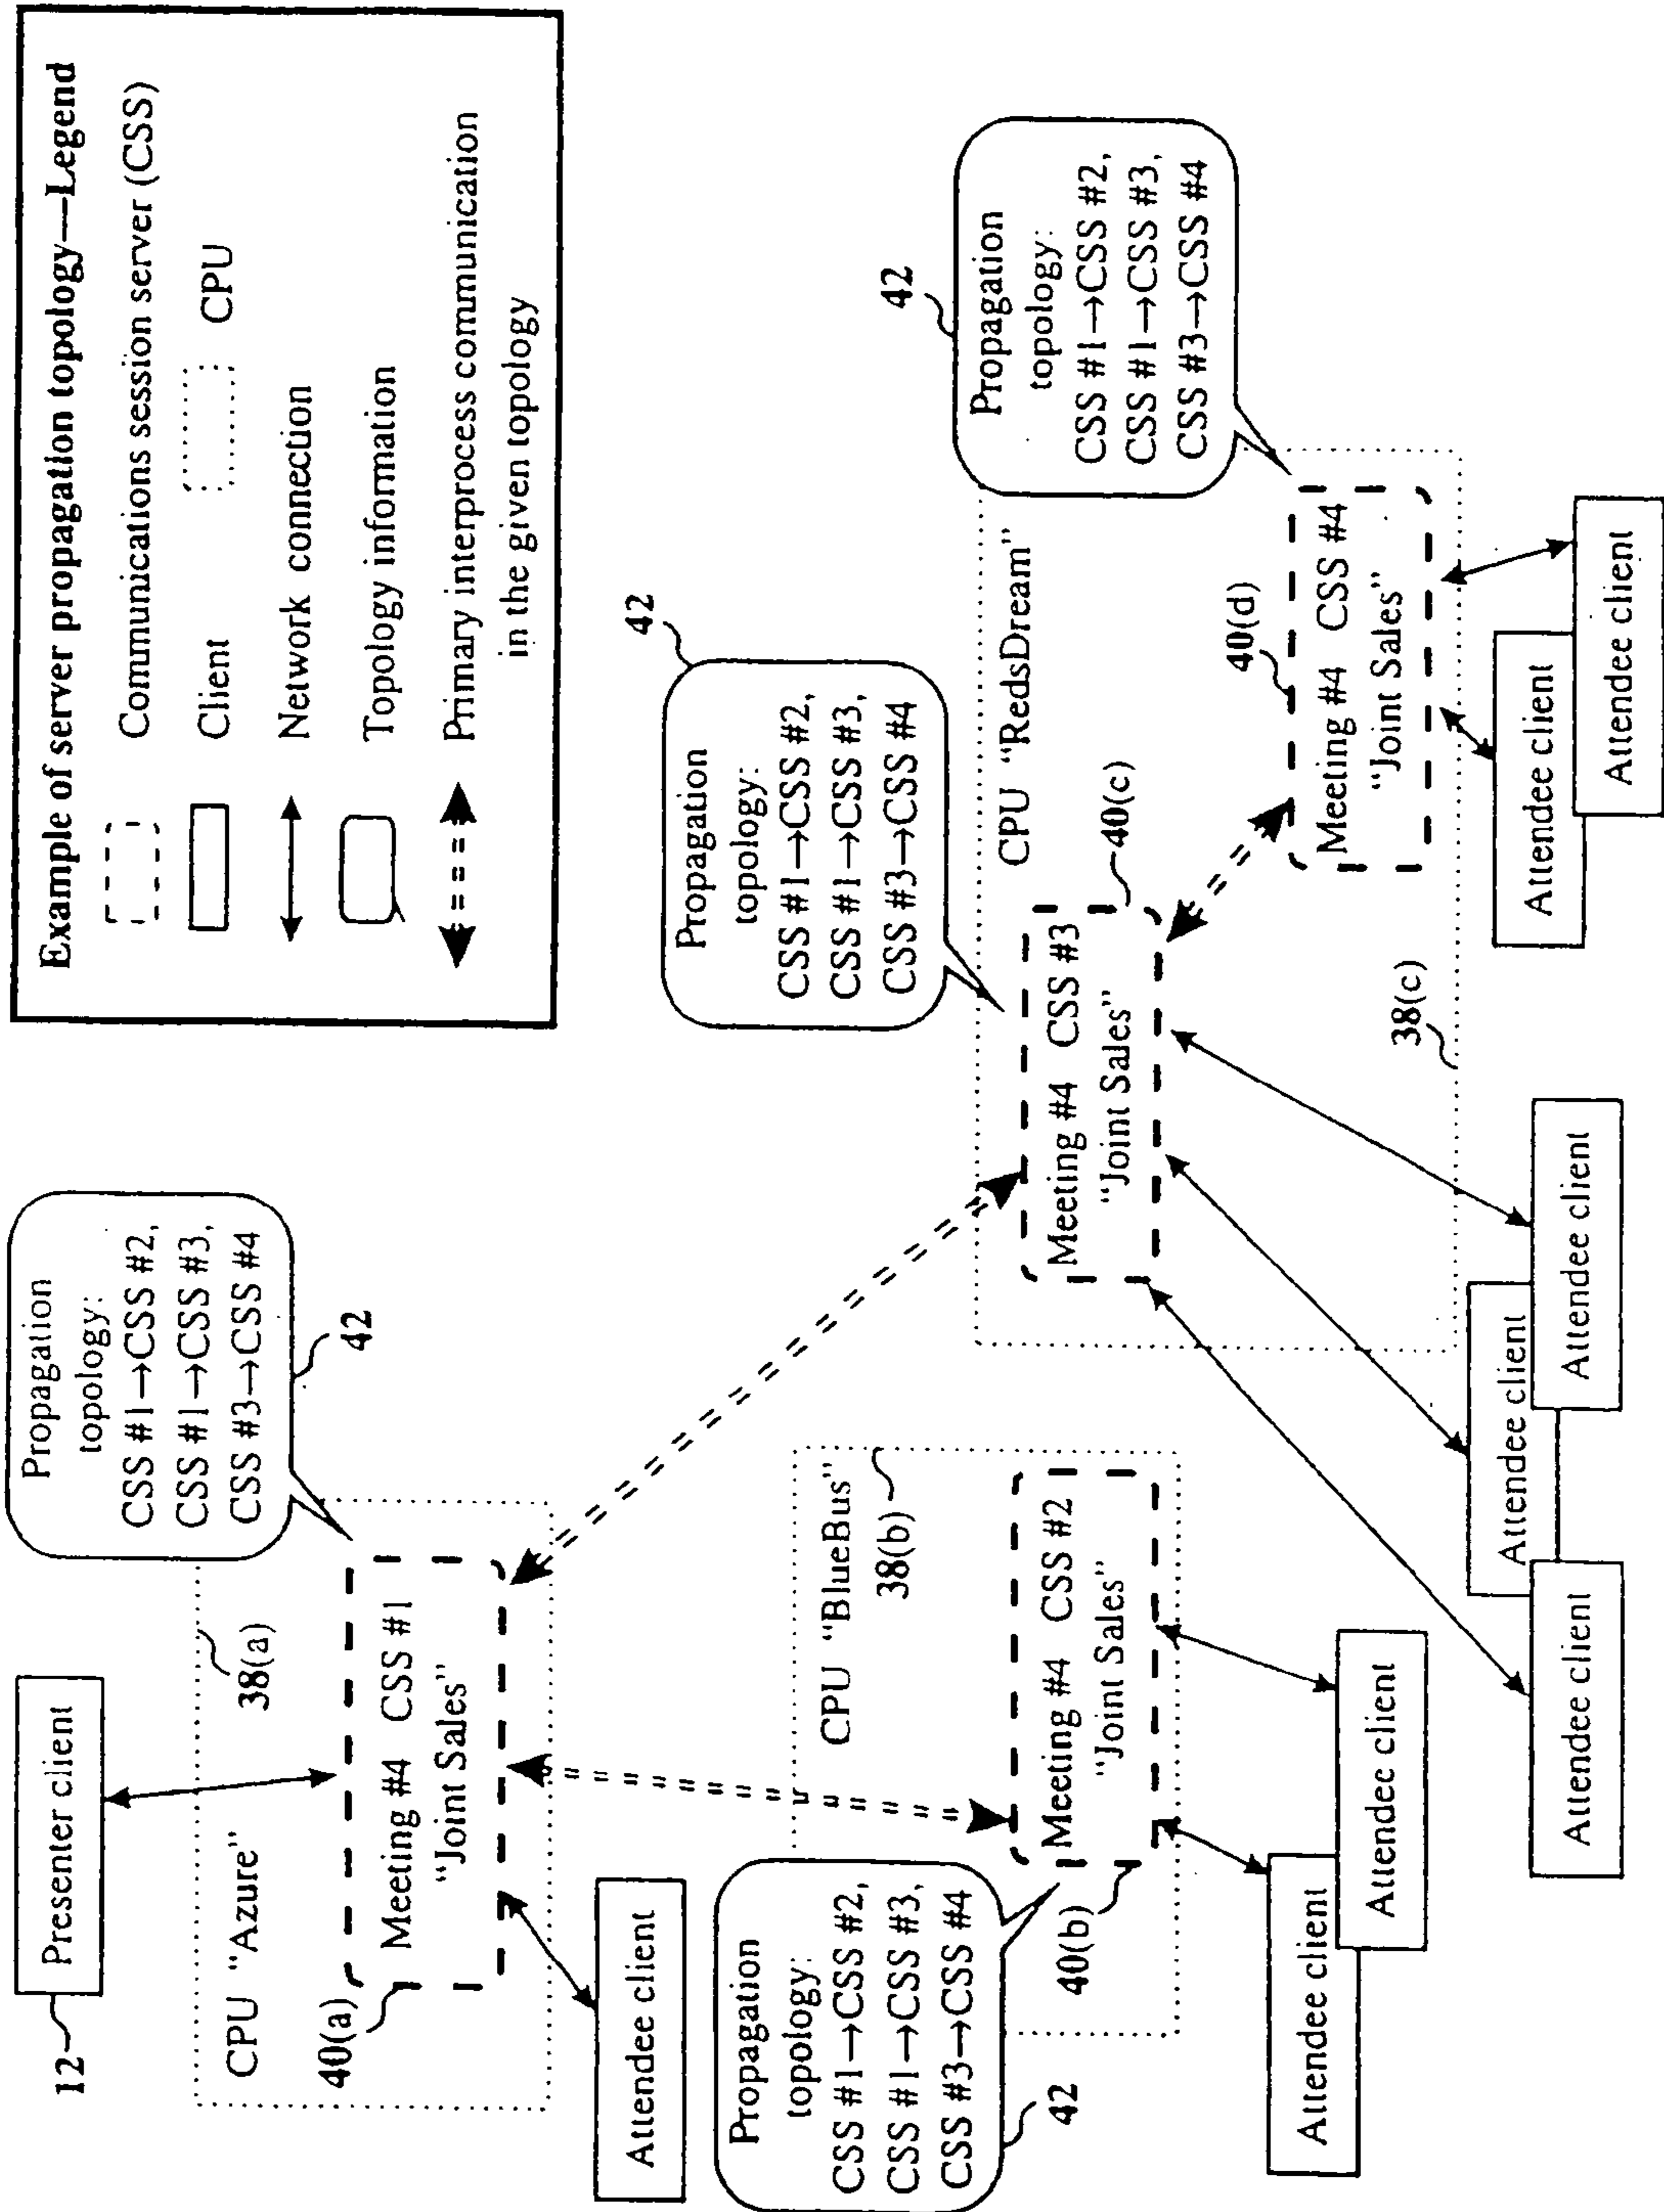 Example of server propagation topology—Legend
Communications session server (CSS)
Client
CPU
Network connection
Topology information
Primary interprocess communication
in the given topology
12
Presenter client
38(a)
CPU "Azure"
Propagation
topology:
CSS #1→CSS #2,
CSS #1→CSS #3,
CSS #3→CSS #4
42
40(a)
Meeting #4 CSS #1
"Joint Sales"
Attendee client
Propagation
topology:
CSS #1→CSS #2,
CSS #1→CSS #3,
CSS #3→CSS #4
42
CPU "BlueBus"
38(b)
Meeting #4 CSS #2
"Joint Sales"
40(b)
Attendee client
Attendee client
Propagation
topology:
CSS #1→CSS #2,
CSS #1→CSS #3,
CSS #3→CSS #4
42
CPU "RedsDream"
Meeting #4 CSS #3
"Joint Sales"
40(c)
38(c)
Attendee client
Attendee client
Attendee client
Propagation
topology:
CSS #1→CSS #2,
CSS #1→CSS #3,
CSS #3→CSS #4
42
40(d)
Meeting #4 CSS #4
"Joint Sales"
Attendee client
Attendee client